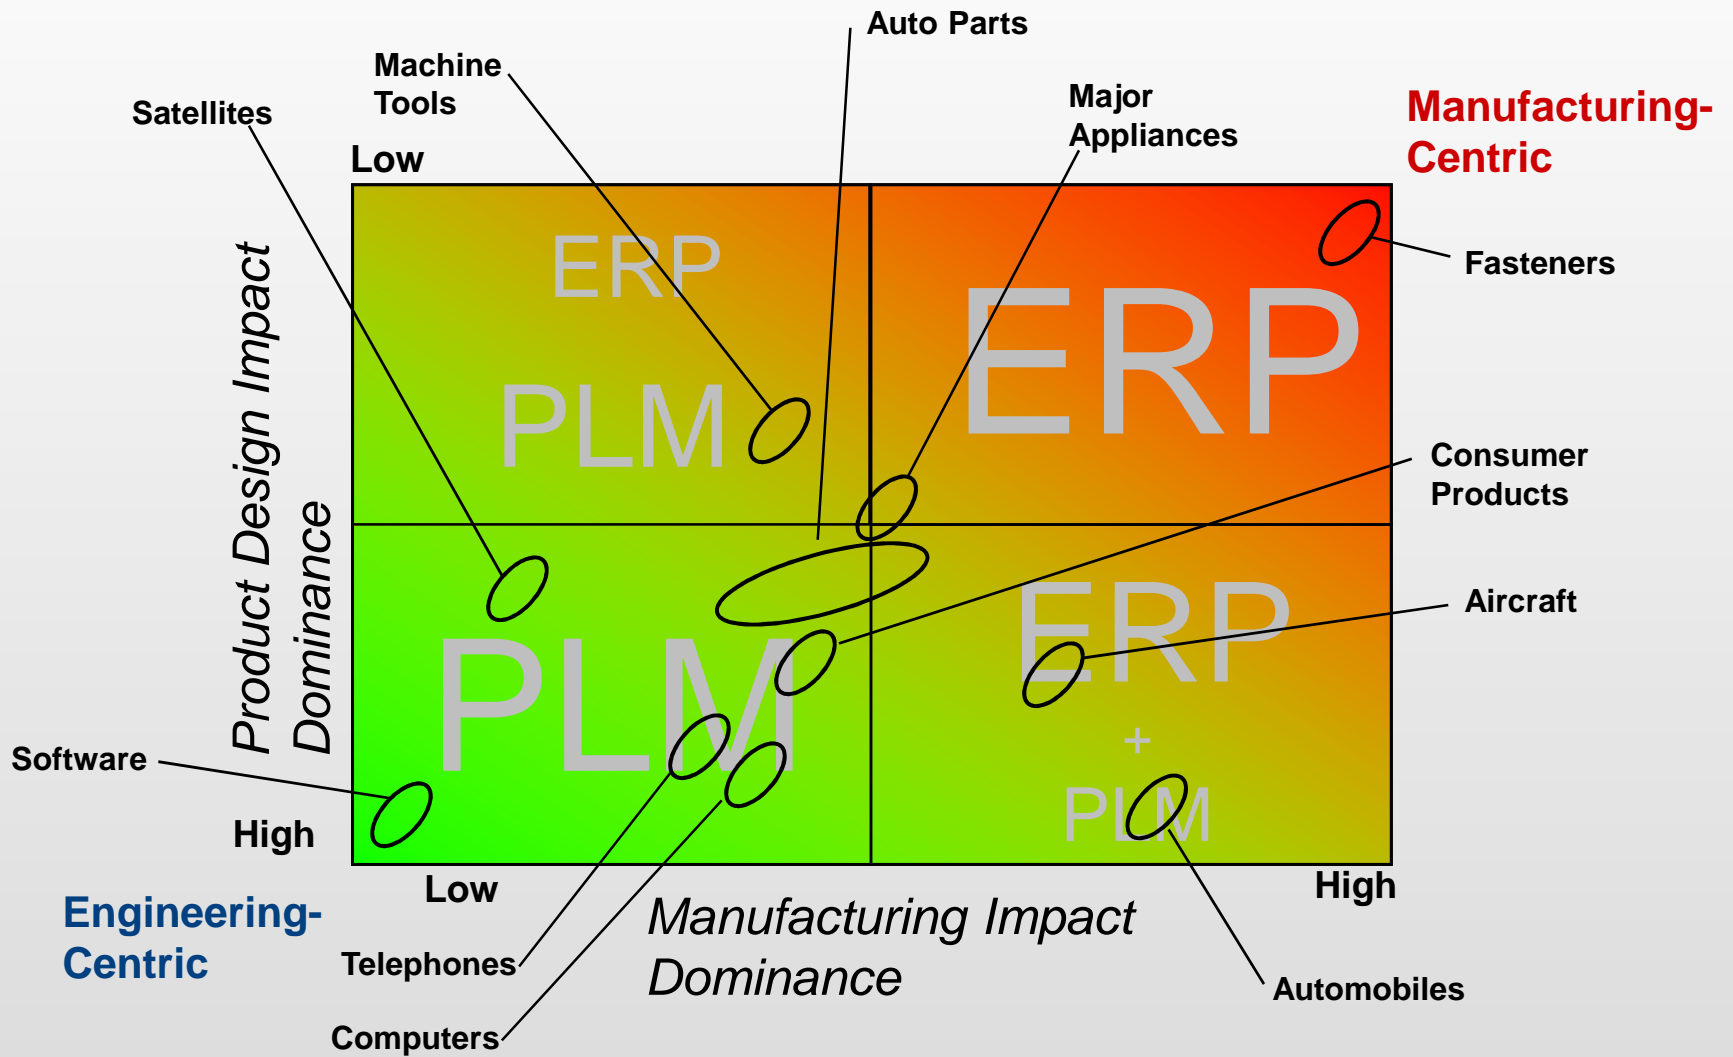 Auto Parts
Machine
Tools
Satellites
Major
Appliances
Manufacturing-
Centric
Low
ERP
PLM
ERP
Fasteners
Product Design Impact
Dominance
Consumer
Products
PLM
ERP
+
PLM
Aircraft
Software
High
Low
High
Engineering-
Centric
Manufacturing Impact
Dominance
Telephones
Computers
Automobiles